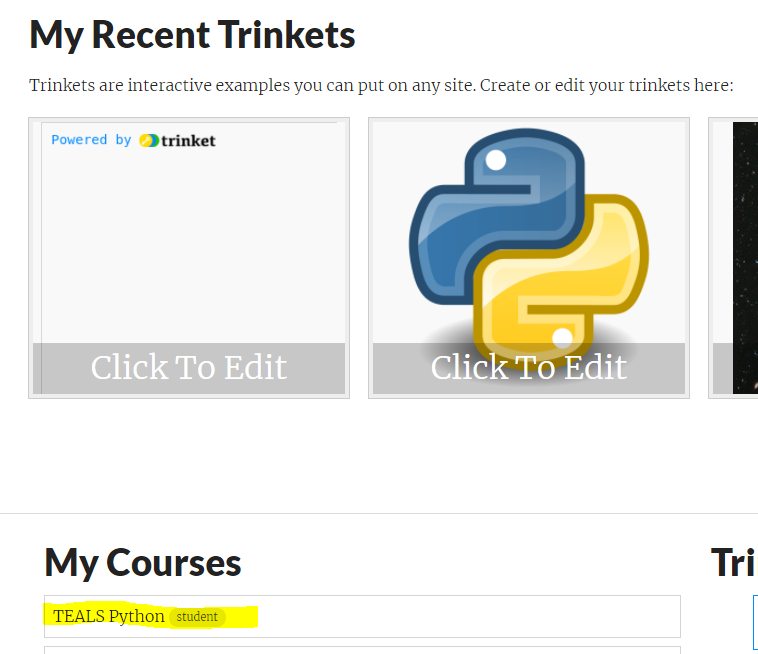 My Recent Trinkets
Trinkets are interactive examples you can put on any site. Create or edit your trinkets here:
Powered by trinket
Click To Edit
Click To Edit
My Courses
Tri
TEALS Python student